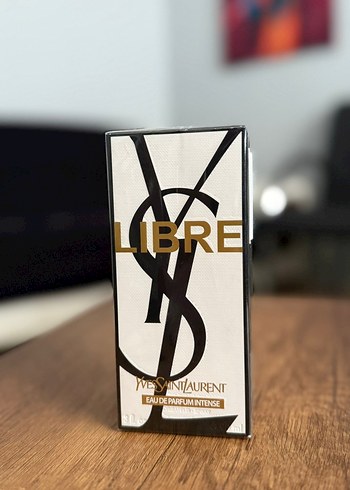 LIBRE
YVESSAINTLAURENT
EAU DE PARFUM INTENSE